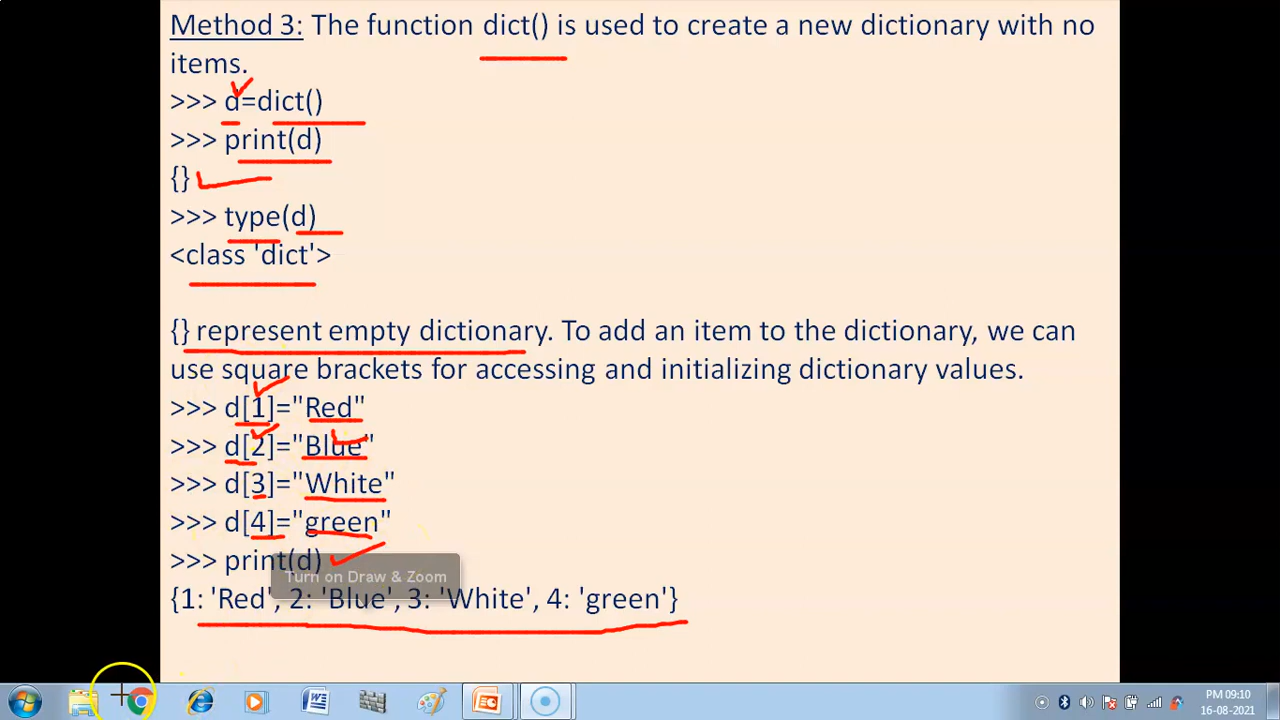 Method 3: The function dict() is used to create a new dictionary with no
items.
>>> d=dict()
>>> print(d)
{}
>>> type(d)
<class 'dict'>
{} represent empty dictionary. To add an item to the dictionary, we can
use square brackets for accessing and initializing dictionary values.
>>> d[1]="Red"
>>> d[2]="Blue"
>>> d[3]="White"
>>> d[4]="green"
>>> print(d)
Turn on Draw & Zoom
{1: 'Red', 2: 'Blue', 3: 'White', 4: 'green'}
PM 09:10
16-08-2021